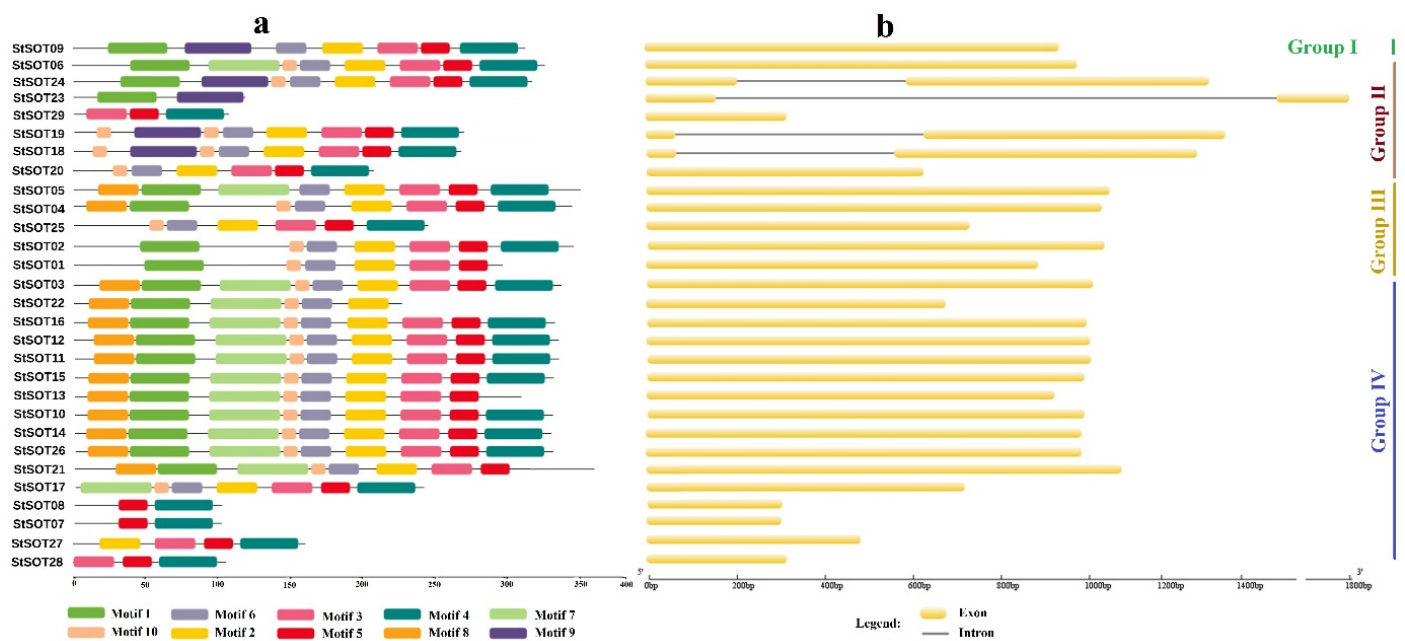 a b
StSOT09 Group I
StSOT06
StSOT24
StSOT23
StSOT29
StSOT19
StSOT18
StSOT20
Group II
StSOT05
StSOT04
StSOT25
StSOT02
StSOT01
Group III
StSOT03
StSOT22
StSOT16
StSOT12
StSOT11
StSOT15
StSOT13
StSOT10
StSOT14
StSOT26
StSOT21
StSOT17
StSOT08
StSOT07
StSOT27
StSOT28
Group IV
5' 3'
0 50 100 150 200 250 300 350 400
0bp 200bp 400bp 600bp 800bp 1000bp 1200bp 1400bp 1800bp
Motif 1 Motif 6 Motif 3 Motif 4 Motif 7
Motif 10 Motif 2 Motif 5 Motif 8 Motif 9
Legend: Exon
Intron